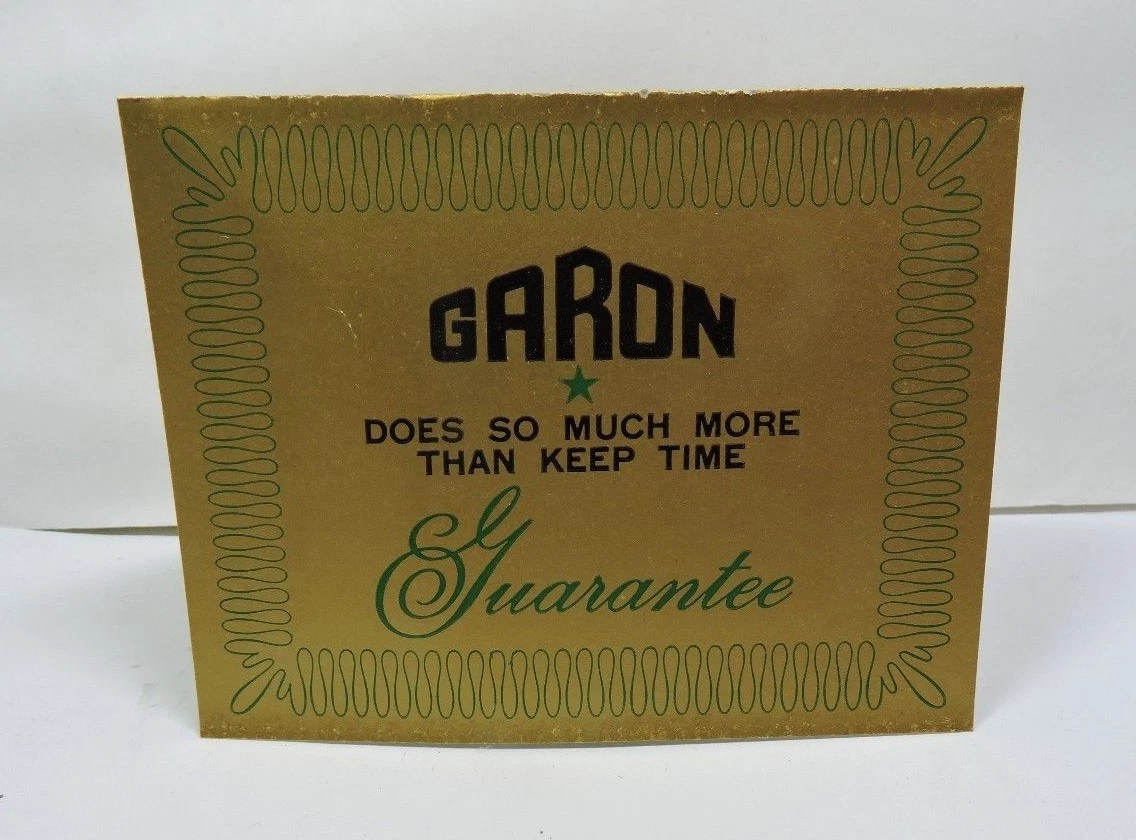 GARON
DOES SO MUCH MORE
THAN KEEP TIME
Guarantee